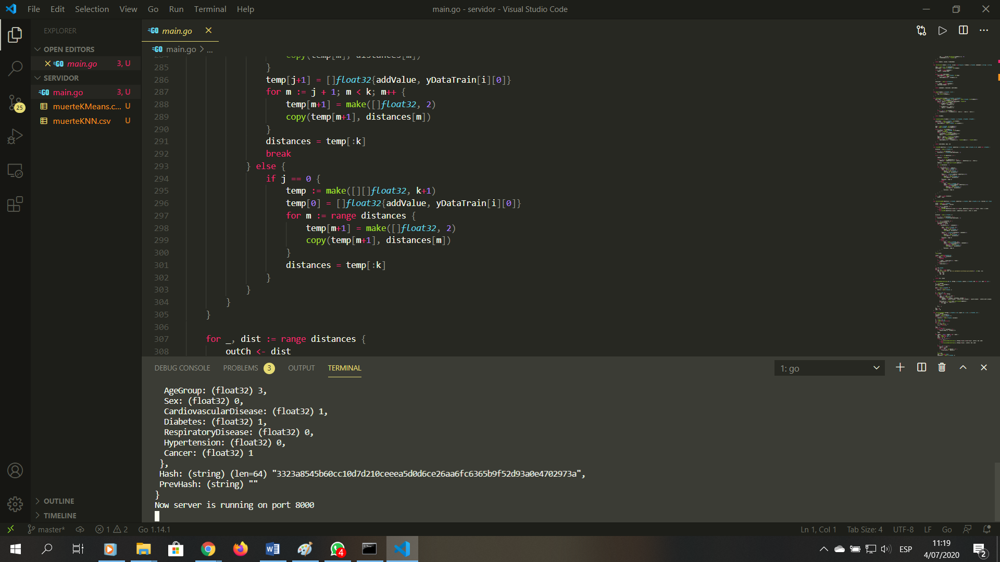 File Edit Selection View Go Run Terminal Help
main.go - servidor - Visual Studio Code
EXPLORER
OPEN EDITORS
main.go 3, U
SERVIDOR
main.go 3, U
muerteKMeans.c... U
muerteKNN.csv U
25
OUTLINE
TIMELINE
main.go
main.go > ...
284 copy(temp[m], distances[m])
285 }
286 temp[j+1] = []float32{addValue, yDataTrain[i][0]}
287 for m := j + 1; m < k; m++ {
288 temp[m+1] = make([]float32, 2)
289 copy(temp[m+1], distances[m])
290 }
291 distances = temp[:k]
292 break
293 } else {
294 if j == 0 {
295 temp := make([][]float32, k+1)
296 temp[0] = []float32{addValue, yDataTrain[i][0]}
297 for m := range distances {
298 temp[m+1] = make([]float32, 2)
299 copy(temp[m+1], distances[m])
300 }
301 distances = temp[:k]
302 }
303 }
304 }
305 }
306
307 for _, dist := range distances {
308 outCh <- dist
DEBUG CONSOLE PROBLEMS 3 OUTPUT TERMINAL
1: go
AgeGroup: (float32) 3,
Sex: (float32) 0,
CardiovascularDisease: (float32) 1,
Diabetes: (float32) 1,
RespiratoryDisease: (float32) 0,
Hypertension: (float32) 0,
Cancer: (float32) 1
},
Hash: (string) (len=64) "3323a8545b60cc10d7d210ceeea5d0d6ce26aa6fc6365b9f52d93a0e4702973a",
PrevHash: (string) ""
}
Now server is running on port 8000
master* 1 2 Go 1.14.1
Ln 1, Col 1 Tab Size: 4 UTF-8 LF Go
4
ESP
11:19
4/07/2020
2